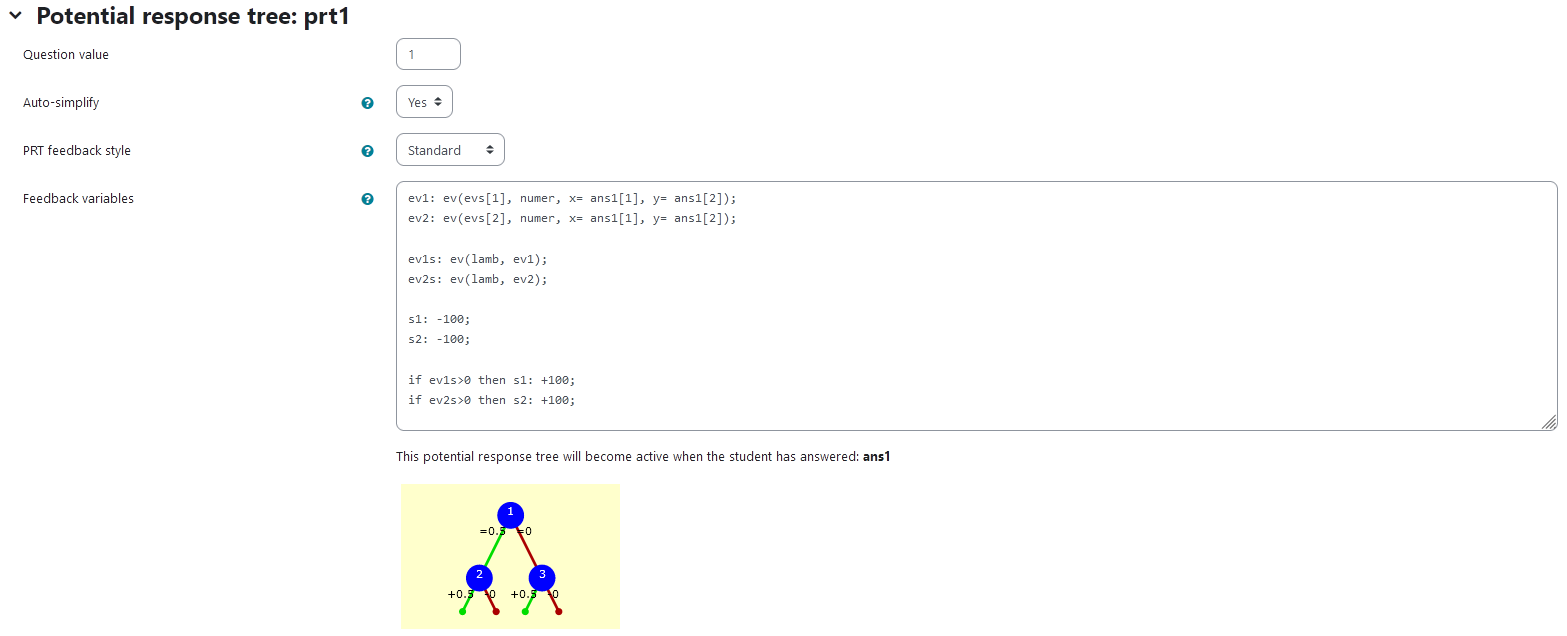 Potential response tree: prt1
Question value
1
Auto-simplify
Yes
PRT feedback style
Standard
Feedback variables
ev1: ev(evs[1], numer, x= ans1[1], y= ans1[2]);
ev2: ev(evs[2], numer, x= ans1[1], y= ans1[2]);
ev1s: ev(lamb, ev1);
ev2s: ev(lamb, ev2);
s1: -100;
s2: -100;
if ev1s>0 then s1: +100;
if ev2s>0 then s2: +100;
This potential response tree will become active when the student has answered: ans1
1
=0.5 =0
2 3
+0.5 -0 +0.5 -0